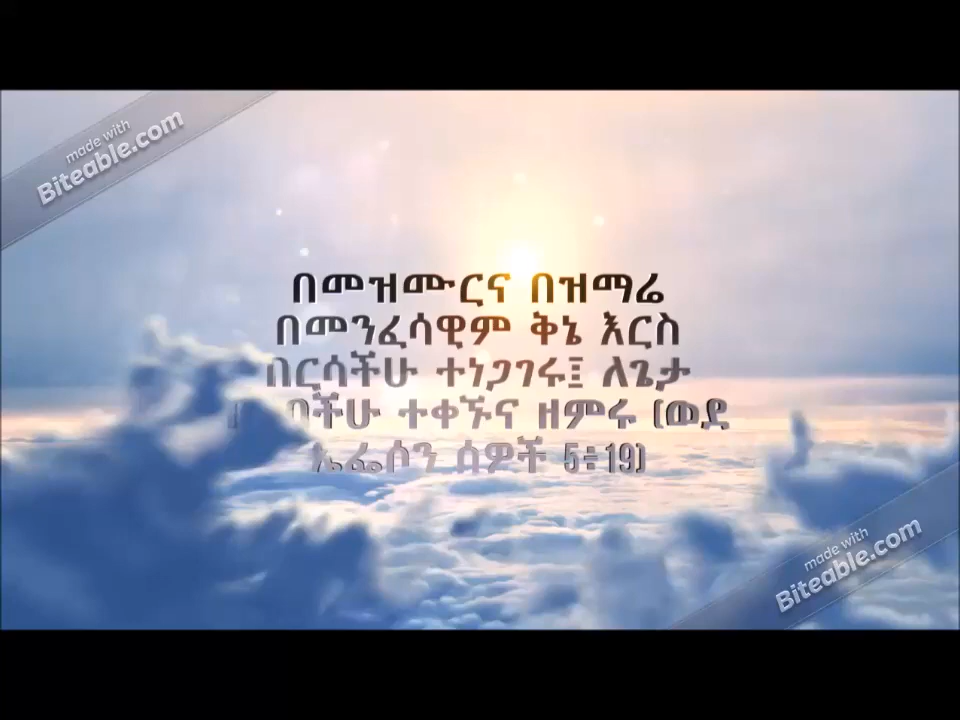 made with
Biteable.com
በመዝሙርና በዝማሬ
በመንፈሳዊም ቅኔ እርስ
በርሳችሁ ተነጋገሩ፤ ለጌታ
ተቀኙና ዘምሩ (ወደ
ኤፌሶን ሰዎች 5÷19)
made with
Biteable.com